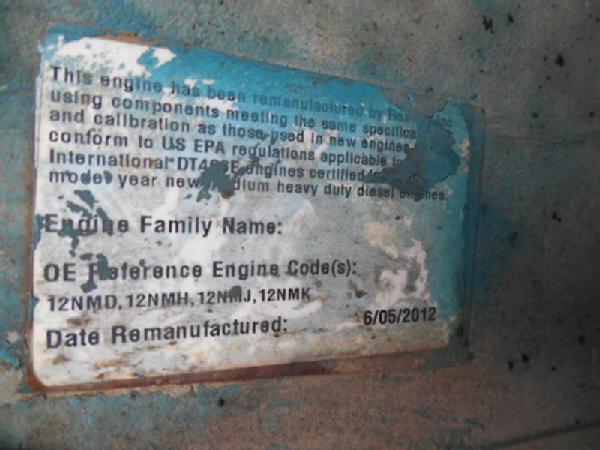 This engine has been remanufactured by
using components meeting the same specifica
and calibration as those used in new engines
conform to US EPA regulations applicable to
International engines certified
model year new medium heavy duty diesel engines.
Engine Family Name:
OE Reference Engine Code(s):
12NMD, 12NMH, 12NMJ, 12NMK
Date Remanufactured: 6/05/2012